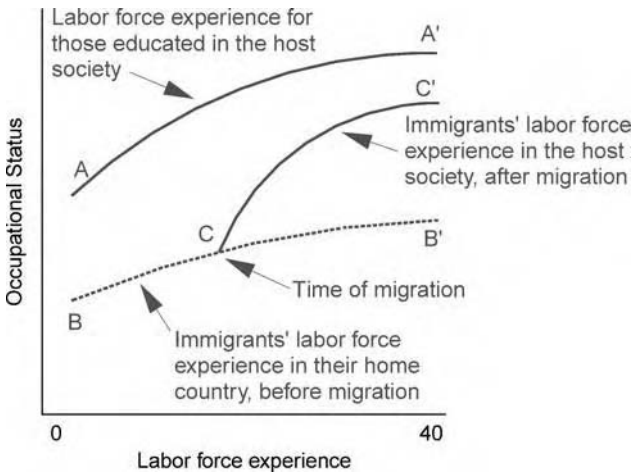 Labor force experience for
those educated in the host
society
A'
C'
Immigrants' labor force
experience in the host
society, after migration
A
C
B'
Time of migration
B
Immigrants' labor force
experience in their home
country, before migration
Occupational Status
0
40
Labor force experience